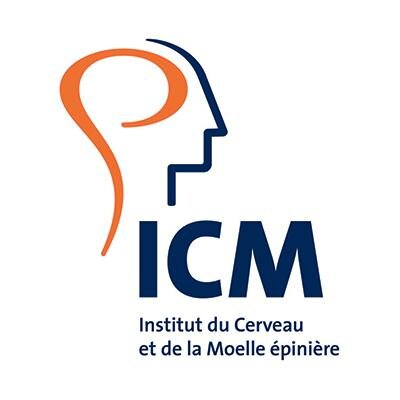 ICM
Institut du Cerveau
et de la Moelle épinière